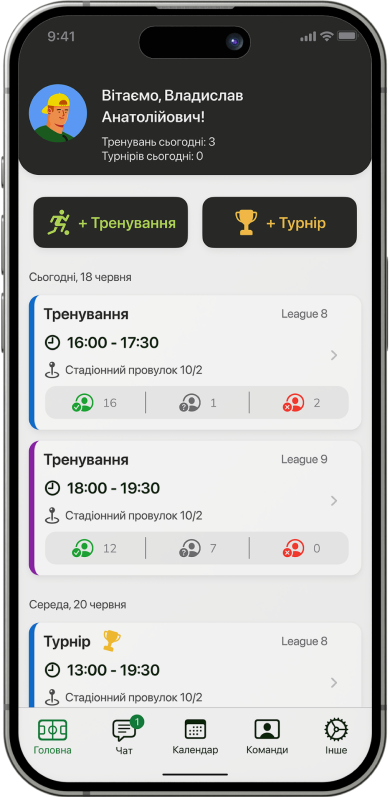 9:41
Вітаємо, Владислав
Анатолійович!
Тренувань сьогодні: 3
Турнірів сьогодні: 0
+ Тренування
+ Турнір
Сьогодні, 18 червня
Тренування
League 8
16:00 - 17:30
Стадіонний провулок 10/2
16
1
2
Тренування
League 9
18:00 - 19:30
Стадіонний провулок 10/2
12
7
0
Середа, 20 червня
Турнір
League 8
13:00 - 19:30
Стадіонний провулок 10/2
1
Головна
Чат
Календар
Команди
Інше